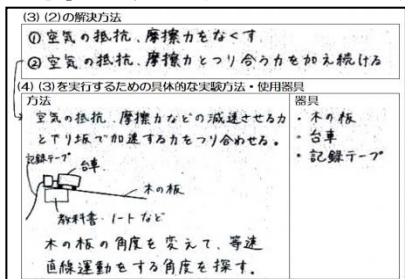 (3) (2)の解決方法
① 空気の抵抗、摩擦力をなくす
② 空気の抵抗、摩擦力とつり合う力を加え続ける
(4) (3)を実行するための具体的な実験方法・使用器具
方法
空気の抵抗、摩擦力などの減速させる力
と下り坂で加速する力をつり合わせる。
記録テープ
台車
木の板
教科書・ノートなど
木の板の角度を変えて、等速
直線運動をする角度を探す。
器具
・木の板
・台車
・記録テープ